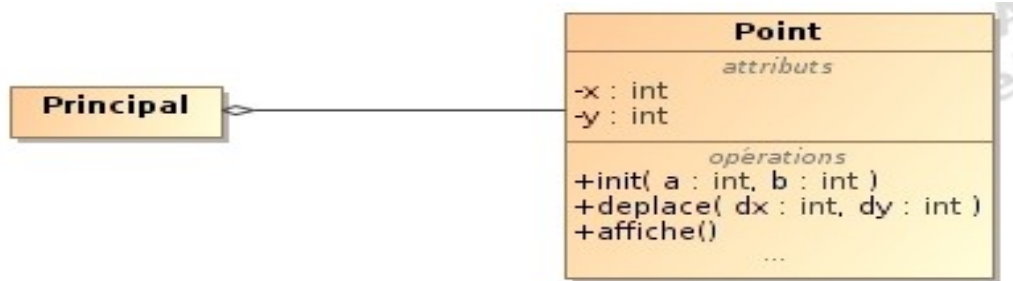 Principal
Point
attributs
-x : int
-y : int
opérations
+init( a : int, b : int )
+deplace( dx : int, dy : int )
+affiche()
...